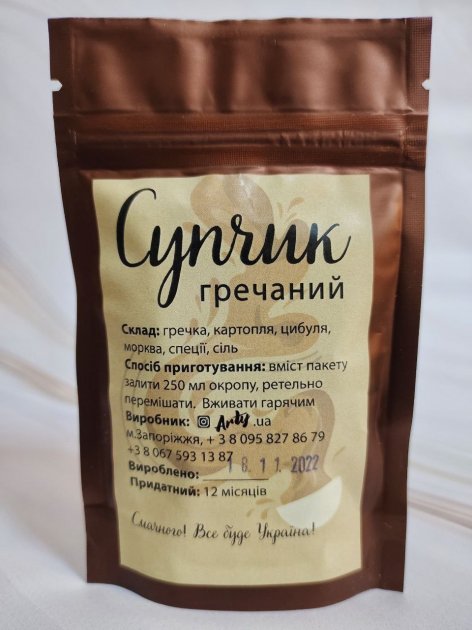 Супчик
гречаний
Склад: гречка, картопля, цибуля,
морква, спеції, сіль
Спосіб приготування: вміст пакету
залити 250 мл окропу, ретельно
перемішати. Вживати гарячим
Виробник: Arty.ua
м.Запоріжжя, + 3 8 095 827 86 79
+3 8 067 593 13 87
Вироблено: 18.11.2022
Придатний: 12 місяців
Смачного! Все буде Україна!